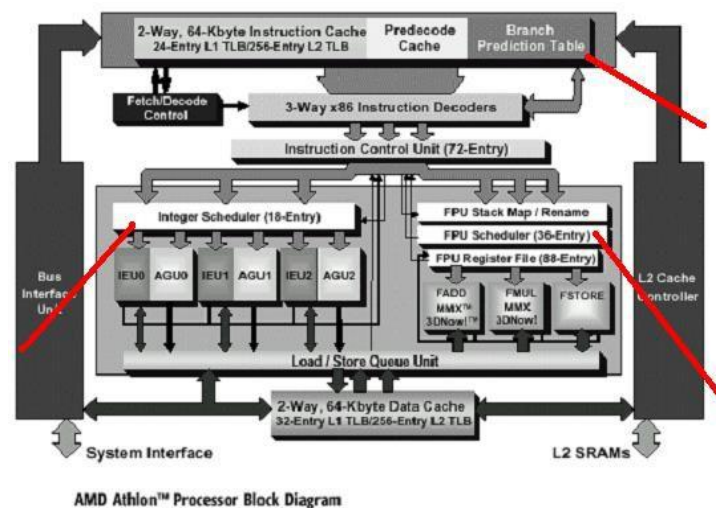 2-Way, 64-Kbyte Instruction Cache
24-Entry L1 TLB/256-Entry L2 TLB
Predecode
Cache
Branch
Prediction Table
Fetch/Decode
Control
3-Way x86 Instruction Decoders
Instruction Control Unit (72-Entry)
Integer Scheduler (18-Entry)
FPU Stack Map / Rename
FPU Scheduler (36-Entry)
FPU Register File (88-Entry)
Bus
Interface
Unit
IEU0
AGU0
IEU1
AGU1
IEU2
AGU2
FADD
MMX™
3DNow!™
FMUL
MMX
3DNow!
FSTORE
L2 Cache
Controller
Load / Store Queue Unit
2-Way, 64-Kbyte Data Cache
32-Entry L1 TLB/256-Entry L2 TLB
System Interface
L2 SRAMs
AMD Athlon™ Processor Block Diagram